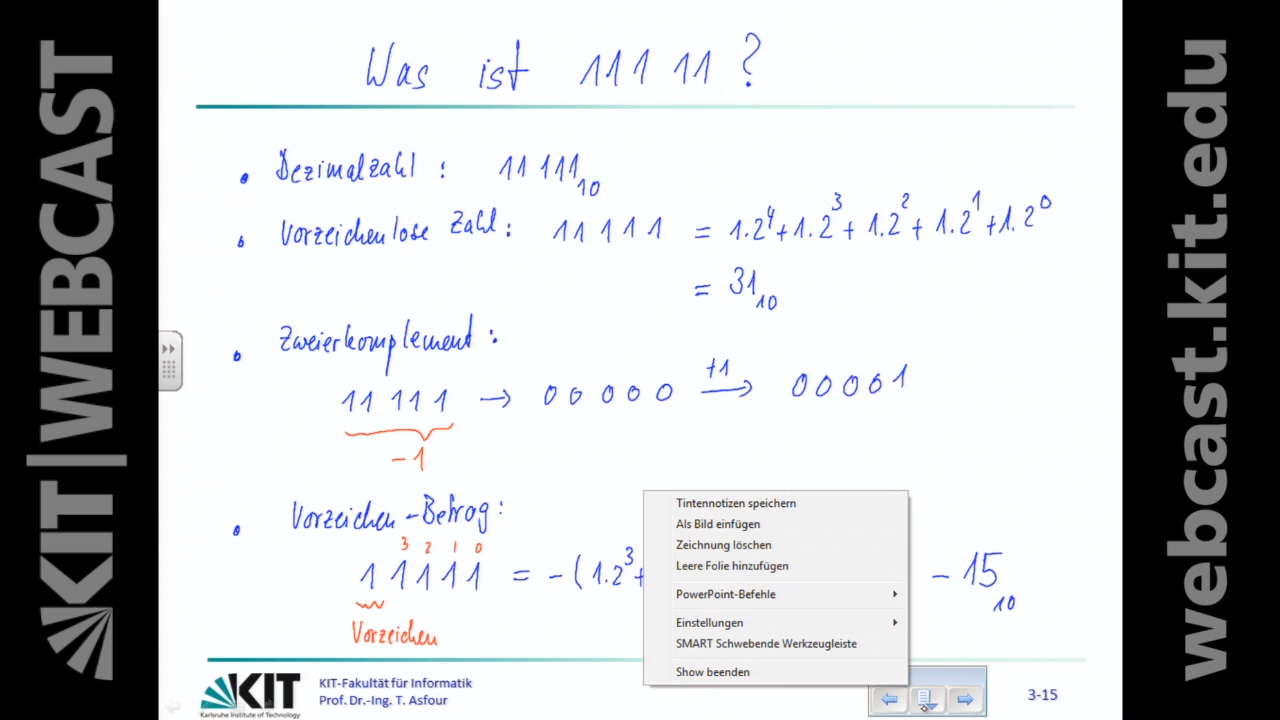 Was ist 11111 ?
• Dezimalzahl : 11111₁₀
• Vorzeichenlose Zahl : 11111 = 1.2⁴+1.2³+1.2²+1.2¹+1.2⁰
= 31₁₀
• Zweierkomplement :
11111 → 00000 +1→ 00001
-1
• Vorzeichen-Betrag :
3 2 1 0
11111 = -(1.2³+ -15₁₀
Vorzeichen
Tintennotizen speichern
Als Bild einfügen
Zeichnung löschen
Leere Folie hinzufügen
PowerPoint-Befehle
Einstellungen
SMART Schwebende Werkzeugleiste
Show beenden
KIT
Karlsruhe Institute of Technology
KIT-Fakultät für Informatik
Prof. Dr.-Ing. T. Asfour
3-15
KIT|WEBCAST
webcast.kit.edu